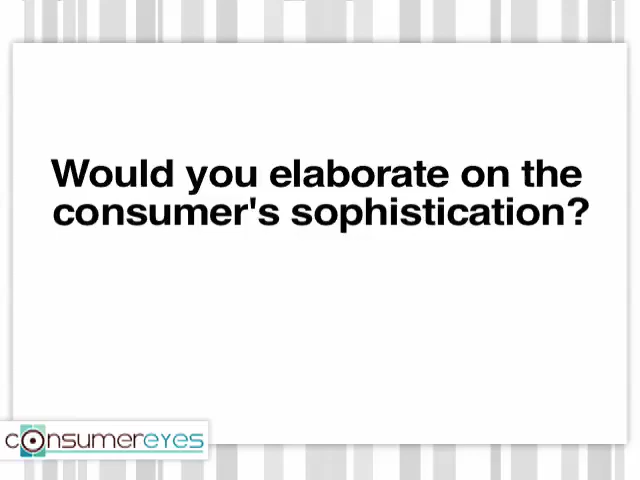 Would you elaborate on the
consumer's sophistication?
consumereyes